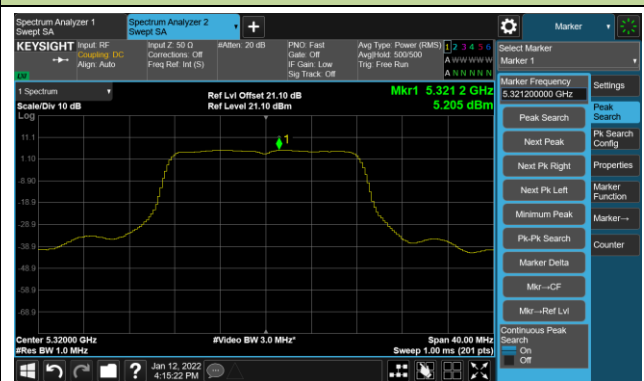 Spectrum Analyzer 1
Swept SA
Spectrum Analyzer 2
Swept SA
+
Marker
KEYSIGHT
Input: RF
Coupling: DC
Align: Auto
Input Z: 50 Ω
Corrections: Off
Freq Ref: Int (S)
#Atten: 20 dB
PNO: Fast
Gate: Off
IF Gain: Low
Sig Track: Off
Avg Type: Power (RMS)
Avg|Hold: 500/500
Trig: Free Run
1 2 3 4 5 6
A W W W W W
A N N N N N
Select Marker
Marker 1
1 Spectrum
Scale/Div 10 dB
Log
Ref Lvl Offset 21.10 dB
Ref Level 21.10 dBm
Mkr1 5.321 2 GHz
5.205 dBm
1
11.1
1.10
-8.90
-18.9
-28.9
-38.9
-48.9
-58.9
-68.9
Center 5.32000 GHz
#Res BW 1.0 MHz
#Video BW 3.0 MHz*
Span 40.00 MHz
Sweep 1.00 ms (201 pts)
Marker Frequency
5.321200000 GHz
Peak Search
Next Peak
Next Pk Right
Next Pk Left
Minimum Peak
Pk-Pk Search
Marker Delta
Mkr→CF
Mkr→Ref Lvl
Continuous Peak
Search
On
Off
Settings
Peak
Search
Pk Search
Config
Properties
Marker
Function
Marker→
Counter
?
Jan 12, 2022
4:15:22 PM